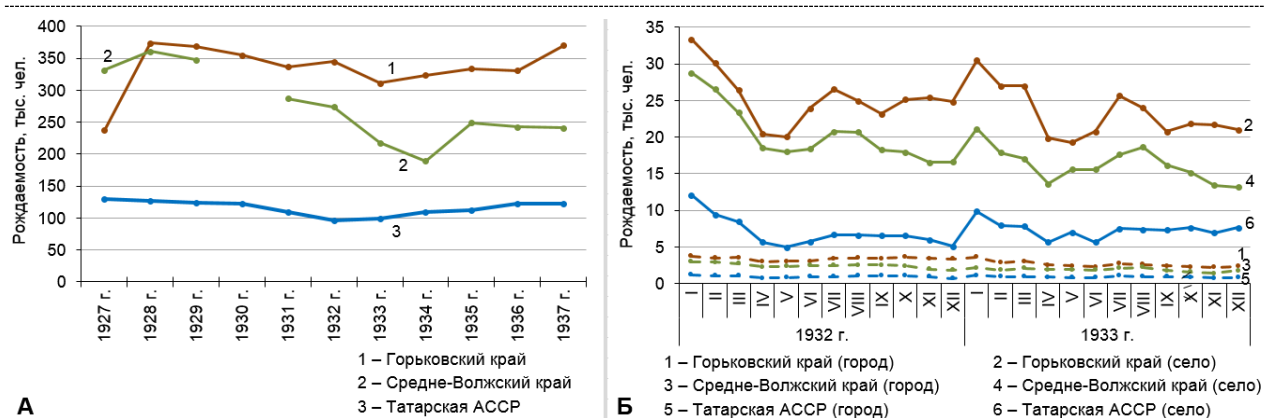 Рождаемость, тыс. чел.
400
350
300
250
200
150
100
50
0
2
1
2
3
1927 г.
1928 г.
1929 г.
1930 г.
1931 г.
1932 г.
1933 г.
1934 г.
1935 г.
1936 г.
1937 г.
1 – Горьковский край
2 – Средне-Волжский край
3 – Татарская АССР
А
Рождаемость, тыс. чел.
35
30
25
20
15
10
5
0
2
4
6
1
3
5
I II III IV V VI VII VIII IX X XI XII I II III IV V VI VII VIII IX X XI XII
1932 г. 1933 г.
1 – Горьковский край (город) 2 – Горьковский край (село)
3 – Средне-Волжский край (город) 4 – Средне-Волжский край (село)
5 – Татарская АССР (город) 6 – Татарская АССР (село)
Б